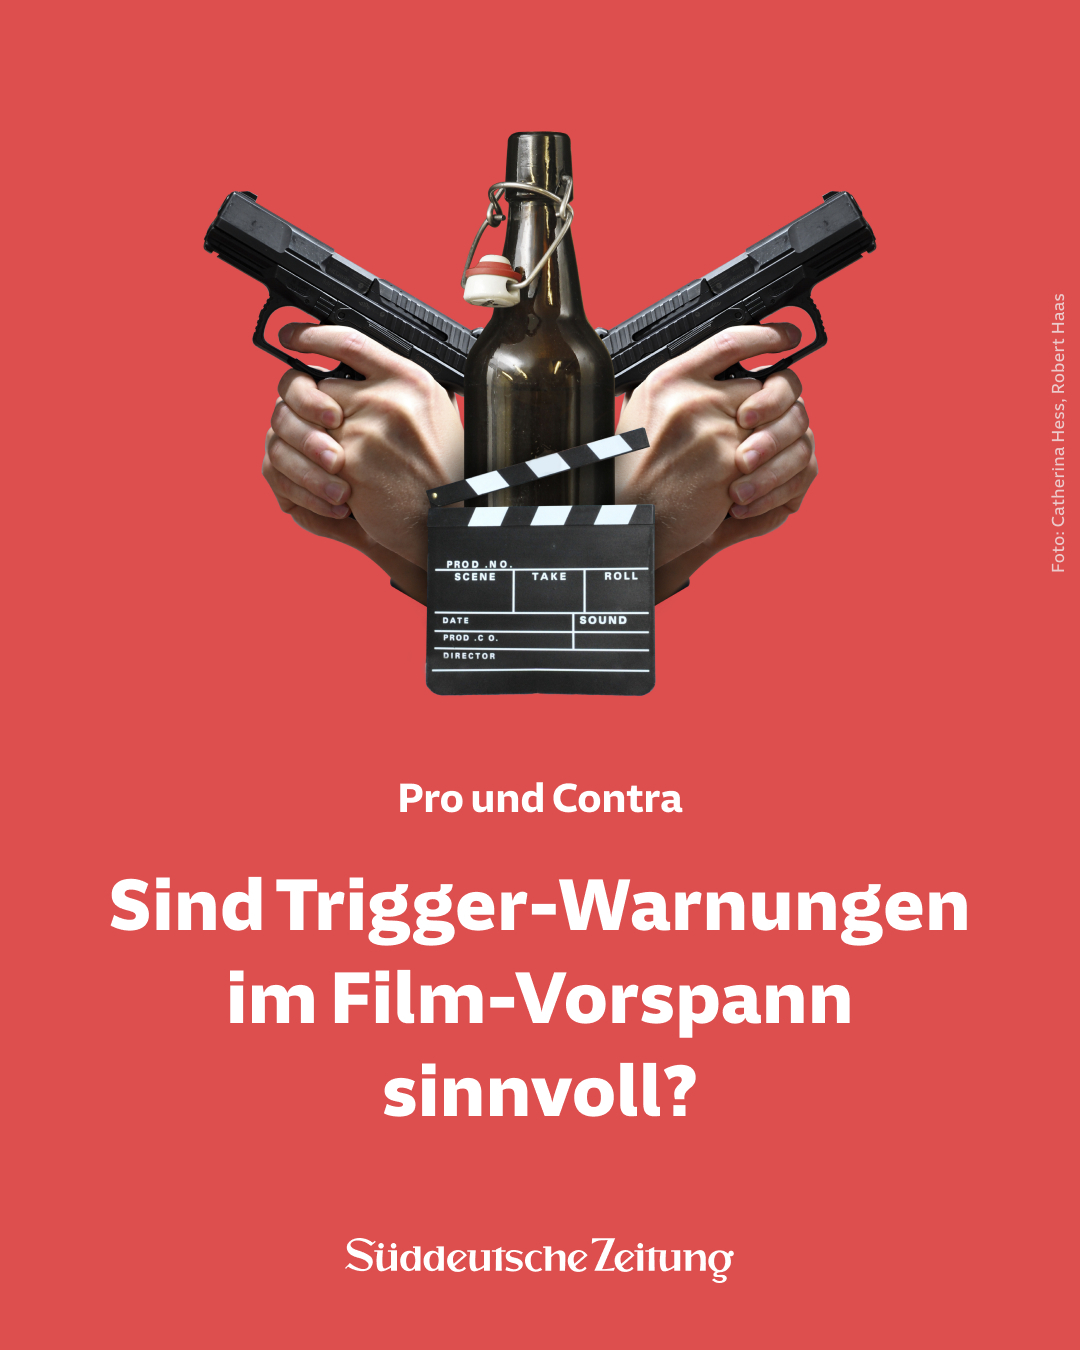 Foto: Catherina Hess, Robert Haas
PROD .NO.
SCENE TAKE ROLL
DATE SOUND
PROD .C O.
DIRECTOR
Pro und Contra
Sind Trigger-Warnungen
im Film-Vorspann
sinnvoll?
Süddeutsche Zeitung